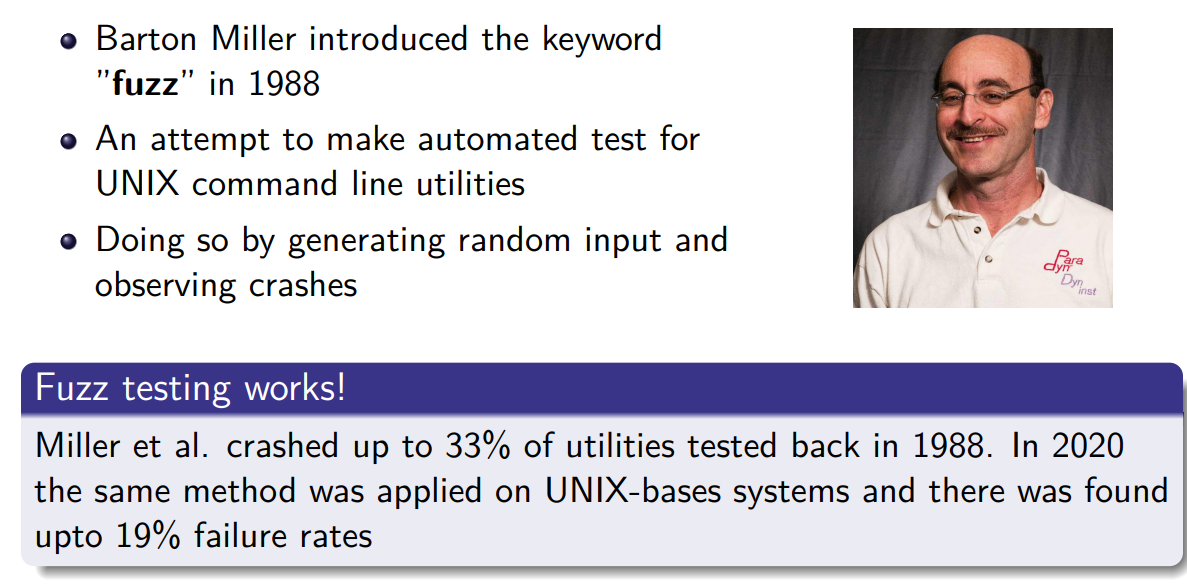 Barton Miller introduced the keyword
”fuzz” in 1988
An attempt to make automated test for
UNIX command line utilities
Doing so by generating random input and
observing crashes
Para
dyn
Dyn
inst
Fuzz testing works!
Miller et al. crashed up to 33% of utilities tested back in 1988. In 2020
the same method was applied on UNIX-bases systems and there was found
upto 19% failure rates